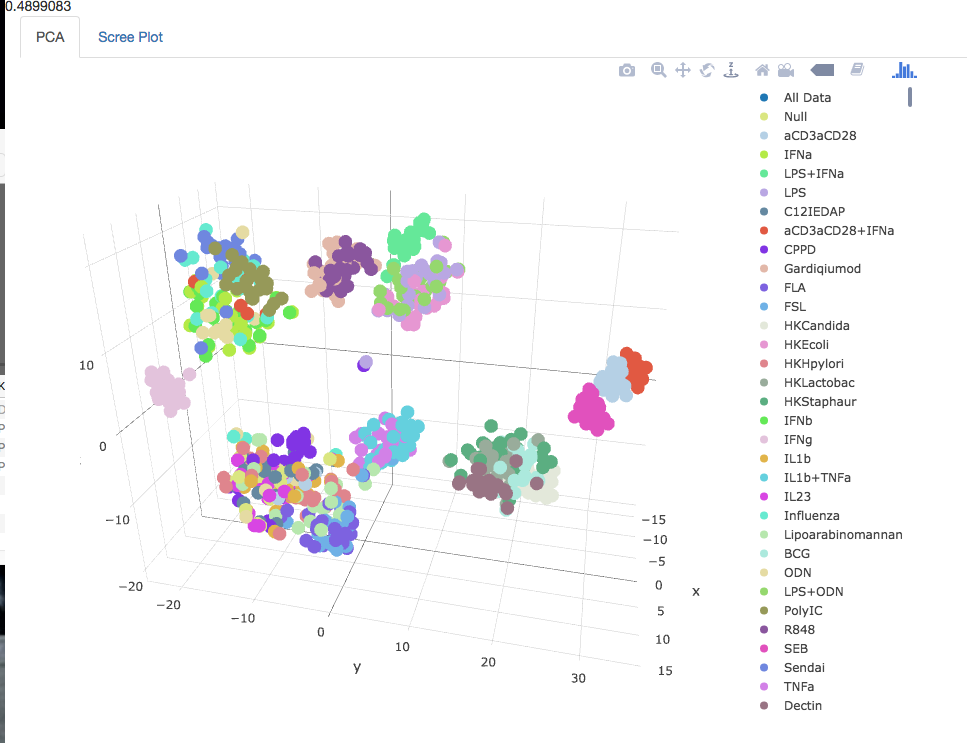 0.4899083
PCA Scree Plot
All Data
Null
aCD3aCD28
IFNa
LPS+IFNa
LPS
C12IEDAP
aCD3aCD28+IFNa
CPPD
Gardiqiumod
FLA
FSL
HKCandida
HKEcoli
HKHpylori
HKLactobac
HKStaphaur
IFNb
IFNg
IL1b
IL1b+TNFa
IL23
Influenza
Lipoarabinomannan
BCG
ODN
LPS+ODN
PolyIC
R848
SEB
Sendai
TNFa
Dectin
10
0
−10
−20
−20
−10
0
10
20
30
y
−15
−10
−5
0
5
10
15
x